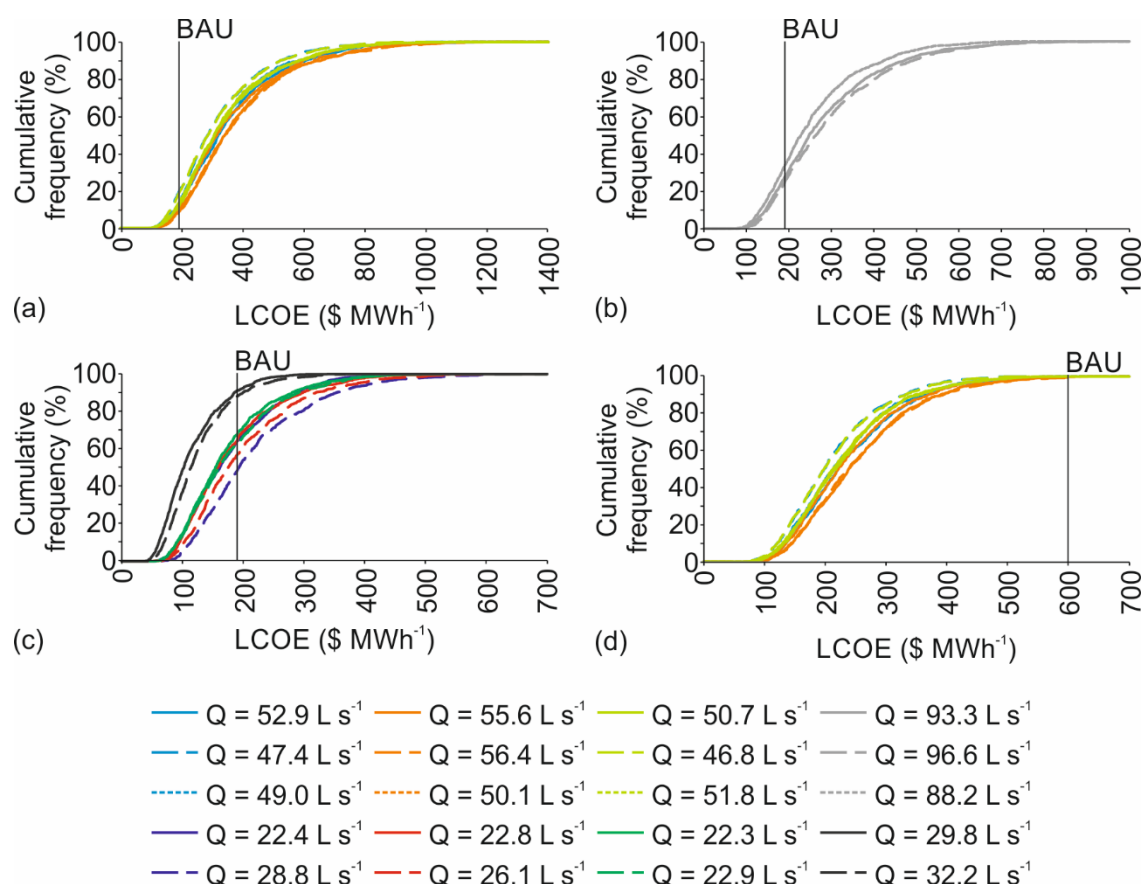 BAU
100
80
60
40
20
0
Cumulative
frequency (%)
0
200
400
600
800
1000
1200
1400
LCOE ($ MWh⁻¹)
(a)
BAU
100
80
60
40
20
0
Cumulative
frequency (%)
0
100
200
300
400
500
600
700
800
900
1000
LCOE ($ MWh⁻¹)
(b)
BAU
100
80
60
40
20
0
Cumulative
frequency (%)
0
100
200
300
400
500
600
700
LCOE ($ MWh⁻¹)
(c)
BAU
100
80
60
40
20
0
Cumulative
frequency (%)
0
100
200
300
400
500
600
700
LCOE ($ MWh⁻¹)
(d)
Q = 52.9 L s⁻¹ Q = 55.6 L s⁻¹ Q = 50.7 L s⁻¹ Q = 93.3 L s⁻¹
Q = 47.4 L s⁻¹ Q = 56.4 L s⁻¹ Q = 46.8 L s⁻¹ Q = 96.6 L s⁻¹
Q = 49.0 L s⁻¹ Q = 50.1 L s⁻¹ Q = 51.8 L s⁻¹ Q = 88.2 L s⁻¹
Q = 22.4 L s⁻¹ Q = 22.8 L s⁻¹ Q = 22.3 L s⁻¹ Q = 29.8 L s⁻¹
Q = 28.8 L s⁻¹ Q = 26.1 L s⁻¹ Q = 22.9 L s⁻¹ Q = 32.2 L s⁻¹